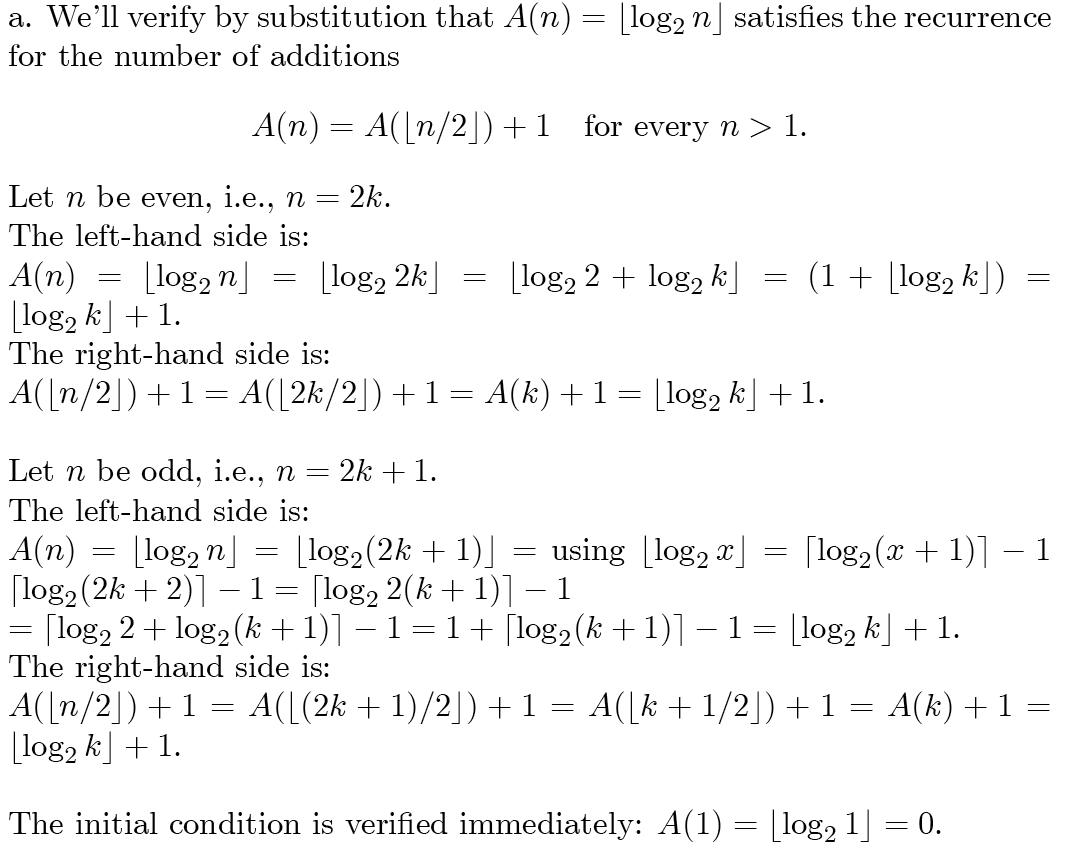 a. We'll verify by substitution that A(n) = ⌊log₂ n⌋ satisfies the recurrence
for the number of additions
A(n) = A(⌊n/2⌋) + 1 for every n > 1.
Let n be even, i.e., n = 2k.
The left-hand side is:
A(n) = ⌊log₂ n⌋ = ⌊log₂ 2k⌋ = ⌊log₂ 2 + log₂ k⌋ = (1 + ⌊log₂ k⌋) =
⌊log₂ k⌋ + 1.
The right-hand side is:
A(⌊n/2⌋) + 1 = A(⌊2k/2⌋) + 1 = A(k) + 1 = ⌊log₂ k⌋ + 1.
Let n be odd, i.e., n = 2k + 1.
The left-hand side is:
A(n) = ⌊log₂ n⌋ = ⌊log₂(2k + 1)⌋ = using ⌊log₂ x⌋ = ⌈log₂(x + 1)⌉ − 1
⌈log₂(2k + 2)⌉ − 1 = ⌈log₂ 2(k + 1)⌉ − 1
= ⌈log₂ 2 + log₂(k + 1)⌉ − 1 = 1 + ⌈log₂(k + 1)⌉ − 1 = ⌊log₂ k⌋ + 1.
The right-hand side is:
A(⌊n/2⌋) + 1 = A(⌊(2k + 1)/2⌋) + 1 = A(⌊k + 1/2⌋) + 1 = A(k) + 1 =
⌊log₂ k⌋ + 1.
The initial condition is verified immediately: A(1) = ⌊log₂ 1⌋ = 0.